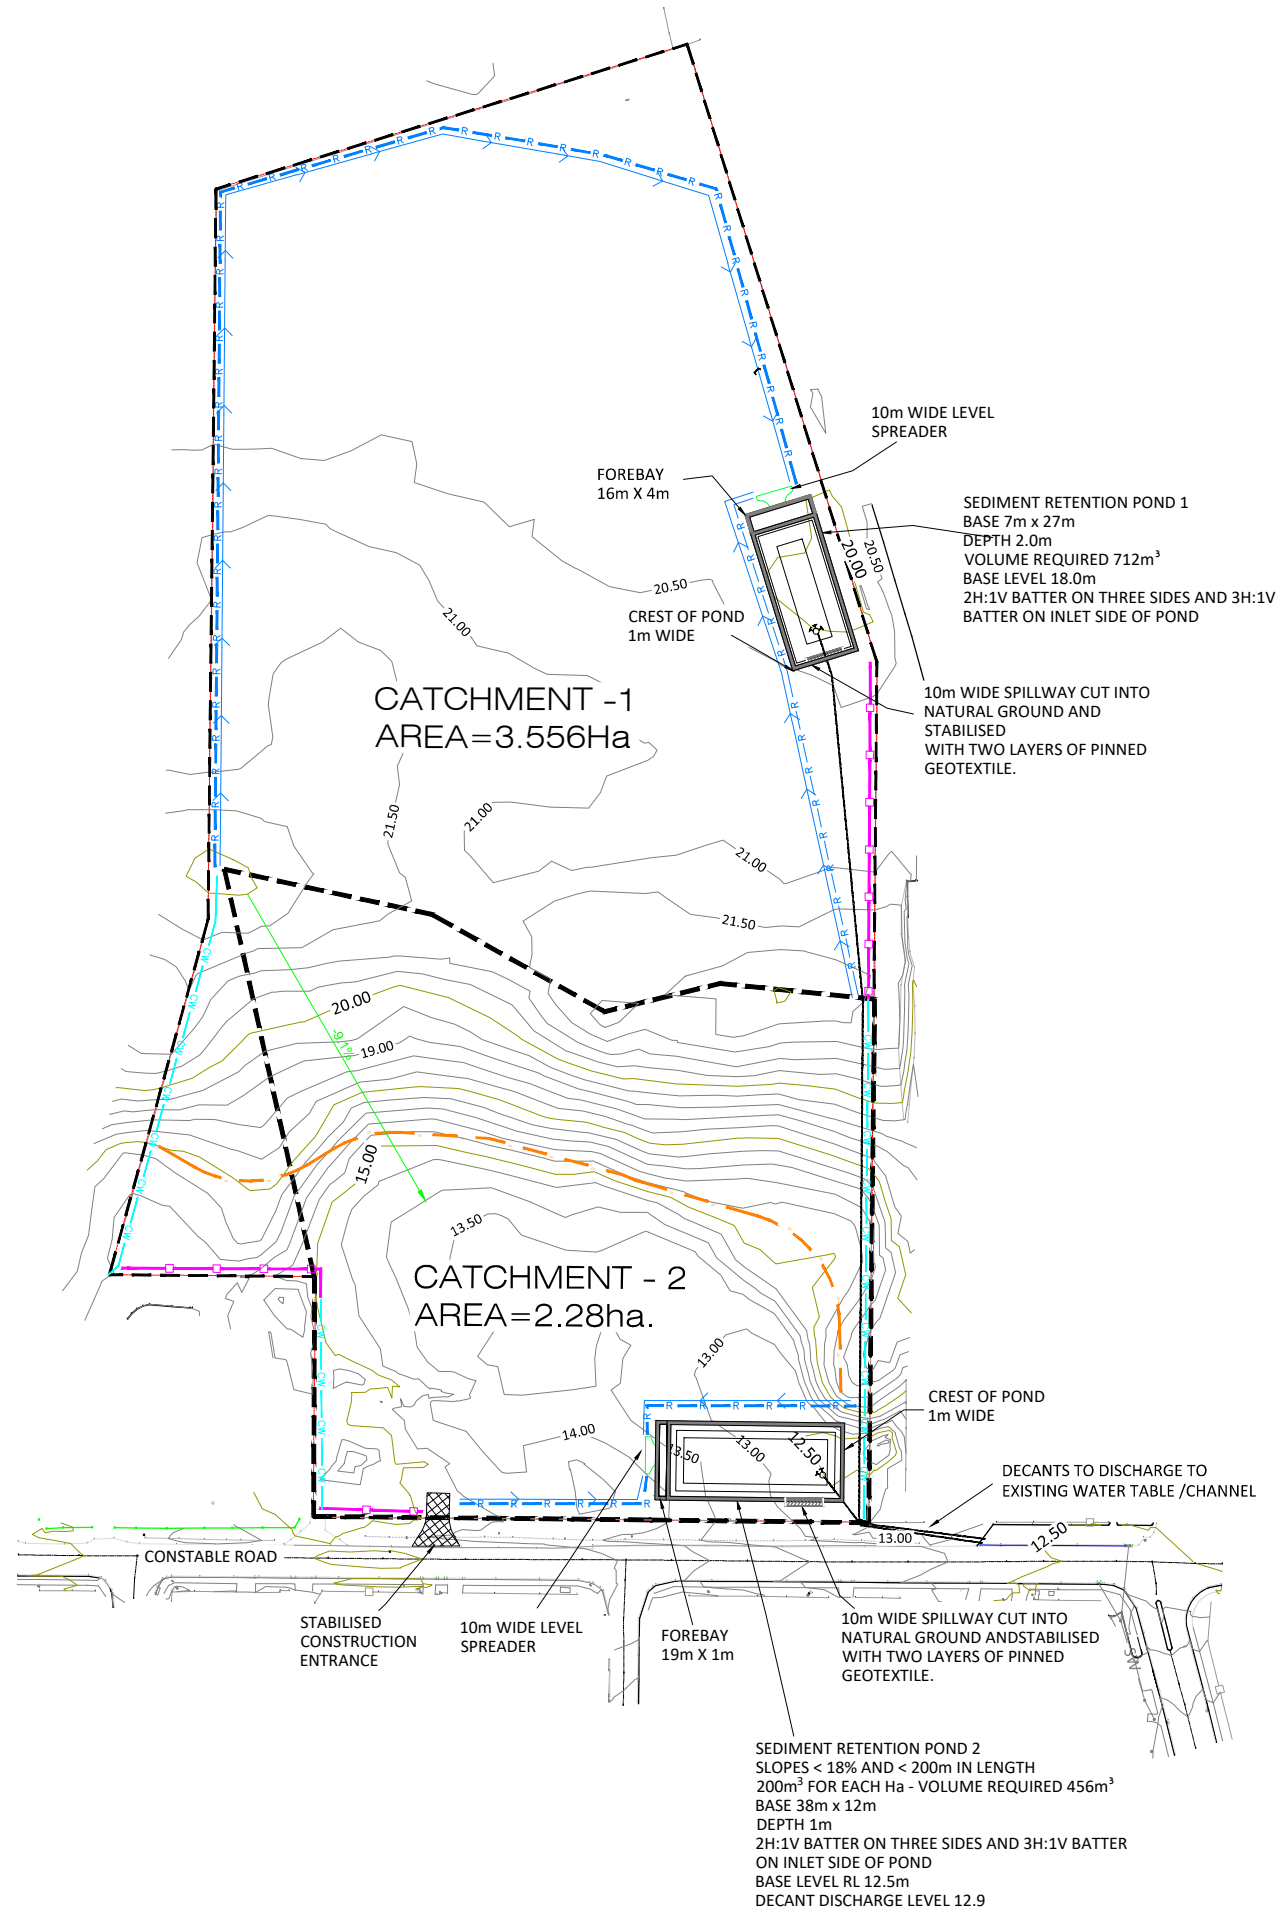 10m WIDE LEVEL
SPREADER
FOREBAY
16m X 4m
SEDIMENT RETENTION POND 1
BASE 7m x 27m
DEPTH 2.0m
VOLUME REQUIRED 712m³
BASE LEVEL 18.0m
2H:1V BATTER ON THREE SIDES AND 3H:1V
BATTER ON INLET SIDE OF POND
20.00
20.50
20.50
21.00
CREST OF POND
1m WIDE
CATCHMENT -1
AREA=3.556Ha
10m WIDE SPILLWAY CUT INTO
NATURAL GROUND AND
STABILISED
WITH TWO LAYERS OF PINNED
GEOTEXTILE.
21.50
21.00
21.00
21.50
20.00
19.00
-9.1%
15.00
13.50
CATCHMENT - 2
AREA=2.28ha.
13.00
CREST OF POND
1m WIDE
14.00
13.50
13.00
12.50
DECANTS TO DISCHARGE TO
EXISTING WATER TABLE /CHANNEL
13.00
12.50
CONSTABLE ROAD
STABILISED
CONSTRUCTION
ENTRANCE
10m WIDE LEVEL
SPREADER
FOREBAY
19m X 1m
10m WIDE SPILLWAY CUT INTO
NATURAL GROUND ANDSTABILISED
WITH TWO LAYERS OF PINNED
GEOTEXTILE.
SEDIMENT RETENTION POND 2
SLOPES < 18% AND < 200m IN LENGTH
200m³ FOR EACH Ha - VOLUME REQUIRED 456m³
BASE 38m x 12m
DEPTH 1m
2H:1V BATTER ON THREE SIDES AND 3H:1V BATTER
ON INLET SIDE OF POND
BASE LEVEL RL 12.5m
DECANT DISCHARGE LEVEL 12.9